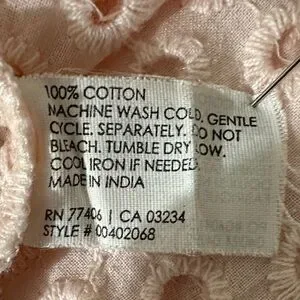 100% COTTON
MACHINE WASH COLD, GENTLE
CYCLE. SEPARATELY. DO NOT
BLEACH. TUMBLE DRY LOW.
COOL IRON IF NEEDED.
MADE IN INDIA
RN 77406 | CA 03234
STYLE # 00402068